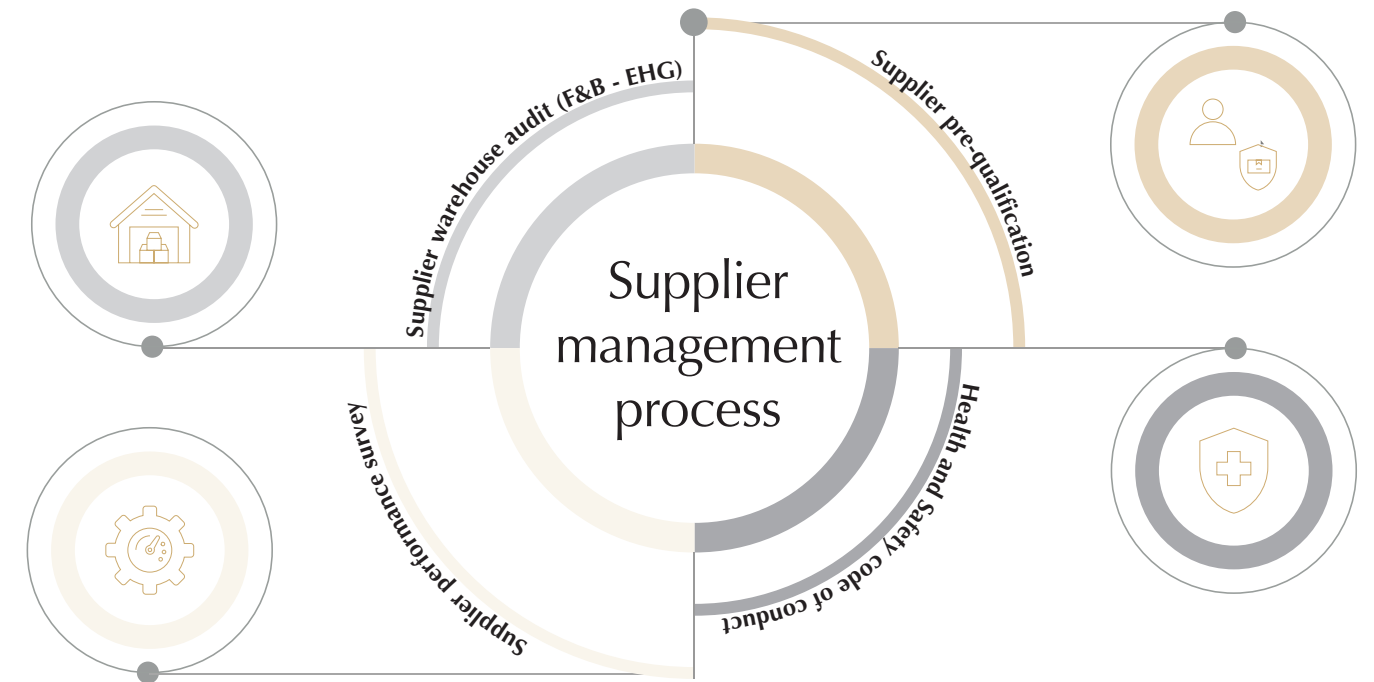 Supplier warehouse audit (F&B - EHG)
Supplier pre-qualification
Supplier
management
process
Health and Safety code of conduct
Supplier performance survey